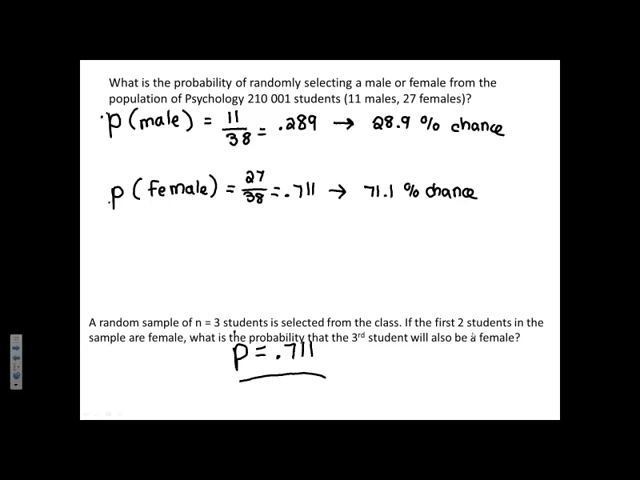 What is the probability of randomly selecting a male or female from the
population of Psychology 210 001 students (11 males, 27 females)?
p (male) = 11/38 = .289 → 28.9 % chance
p (female) = 27/38 = .711 → 71.1 % chance
A random sample of n = 3 students is selected from the class. If the first 2 students in the
sample are female, what is the probability that the 3rd student will also be a female?
p = .711